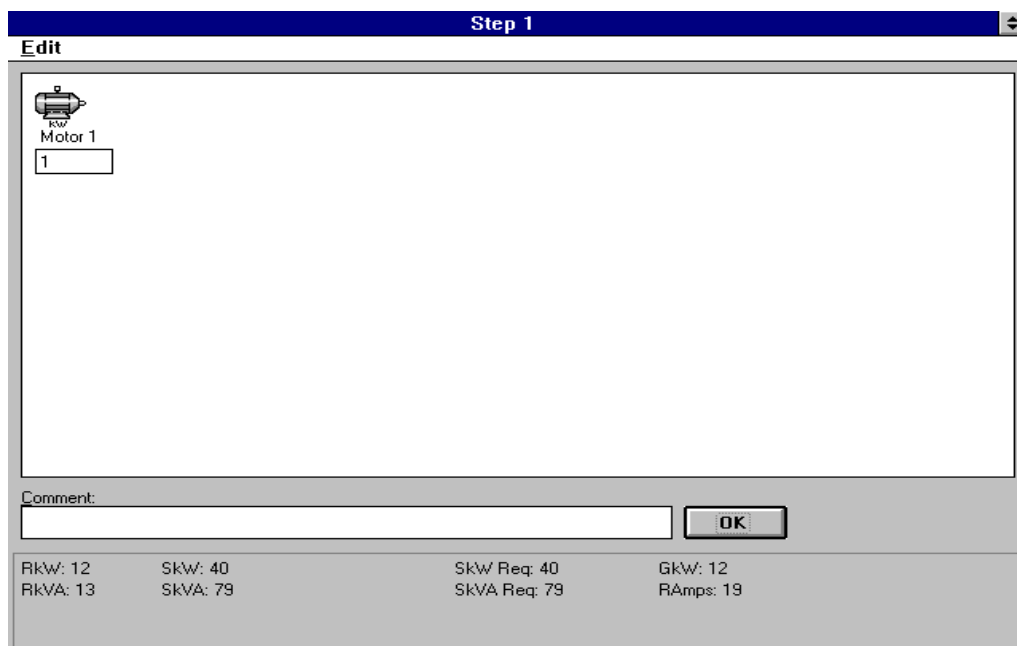 Step 1
Edit
kW
Motor 1
1
Comment:
OK
RkW: 12 SkW: 40 SkW Req: 40 GkW: 12
RkVA: 13 SkVA: 79 SkVA Req: 79 RAmps: 19